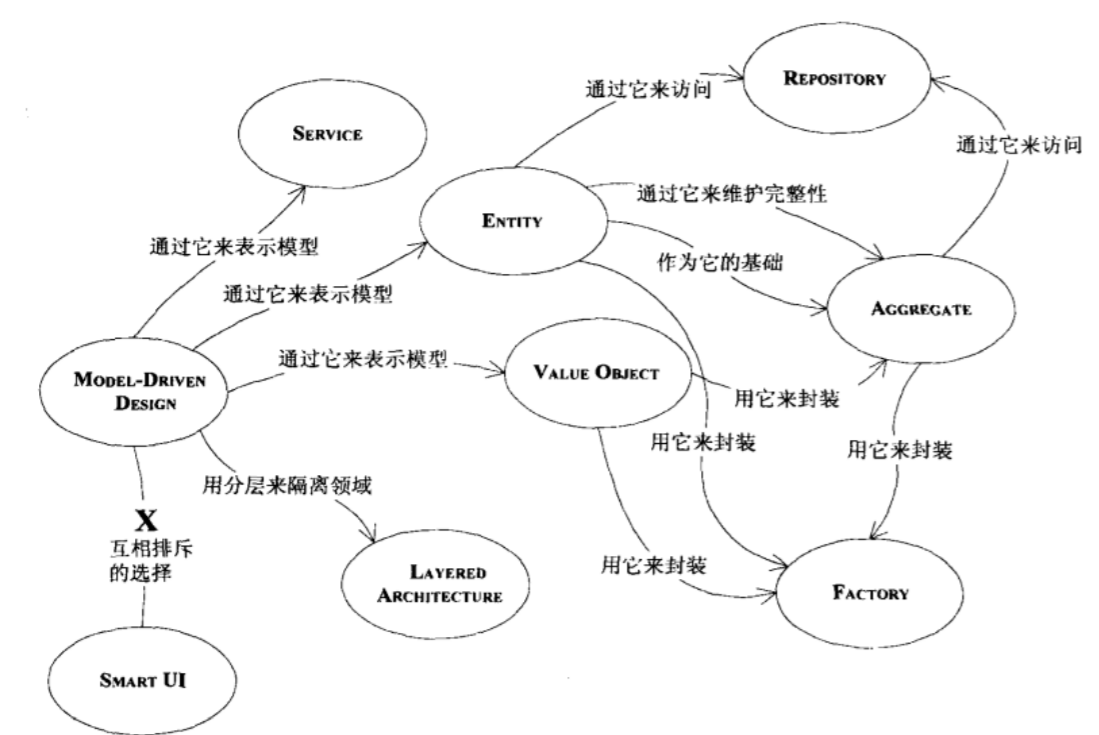 REPOSITORY
通过它来访问
SERVICE
通过它来访问
通过它来维护完整性
ENTITY
通过它来表示模型
作为它的基础
通过它来表示模型
AGGREGATE
通过它来表示模型
VALUE OBJECT
MODEL-DRIVEN
DESIGN
用它来封装
用它来封装
用它来封装
用分层来隔离领域
X
互相排斥
的选择
用它来封装
LAYERED
ARCHITECTURE
FACTORY
SMART UI